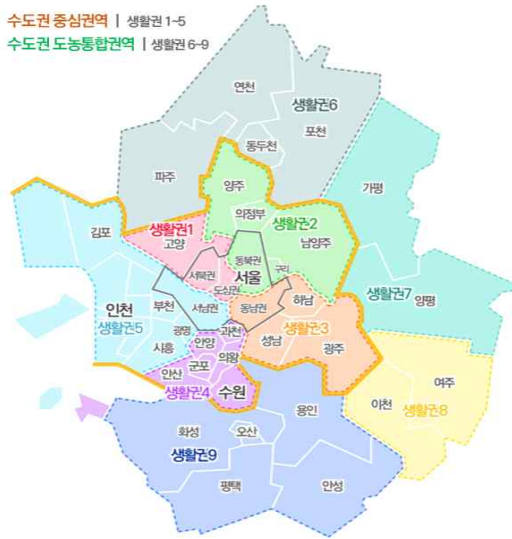 수도권 중심권역 | 생활권 1-5
수도권 도농통합권역 | 생활권 6-9
연천
생활권6
포천
동두천
파주
양주
가평
생활권1
고양
의정부
생활권2
남양주
김포
동북권
서울
구리
서북권
도심권
생활권7
양평
인천
생활권5
부천
서남권
동남권
하남
광명
과천
생활권3
시흥
안양
성남
광주
군포
의왕
안산
생활권4
수원
여주
이천
생활권8
용인
화성
오산
생활권9
평택
안성